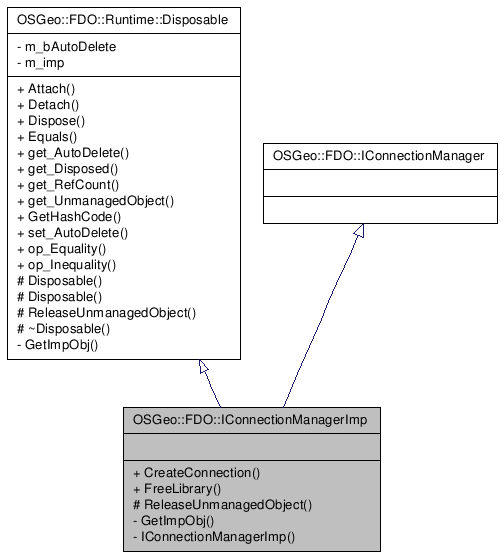 OSGeo::FDO::Runtime::Disposable
- m_bAutoDelete
- m_imp
+ Attach()
+ Detach()
+ Dispose()
+ Equals()
+ get_AutoDelete()
+ get_Disposed()
+ get_RefCount()
+ get_UnmanagedObject()
+ GetHashCode()
+ set_AutoDelete()
+ op_Equality()
+ op_Inequality()
# Disposable()
# Disposable()
# ReleaseUnmanagedObject()
# ~Disposable()
- GetImpObj()
OSGeo::FDO::IConnectionManager
OSGeo::FDO::IConnectionManagerImp
+ CreateConnection()
+ FreeLibrary()
# ReleaseUnmanagedObject()
- GetImpObj()
- IConnectionManagerImp()